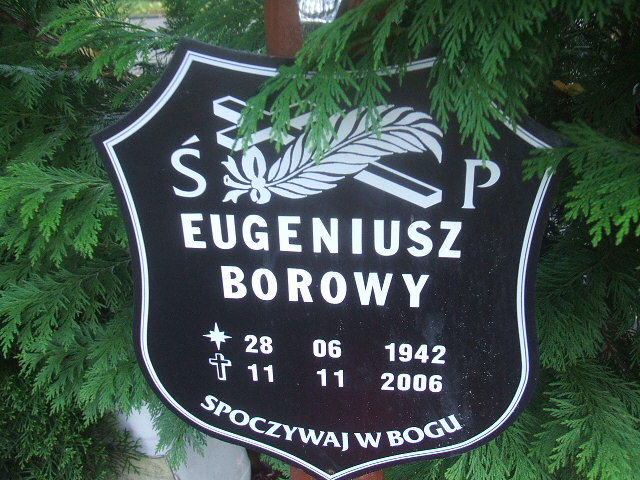 Ś P
EUGENIUSZ
BOROWY
28 06 1942
11 11 2006
SPOCZYWAJ W BOGU